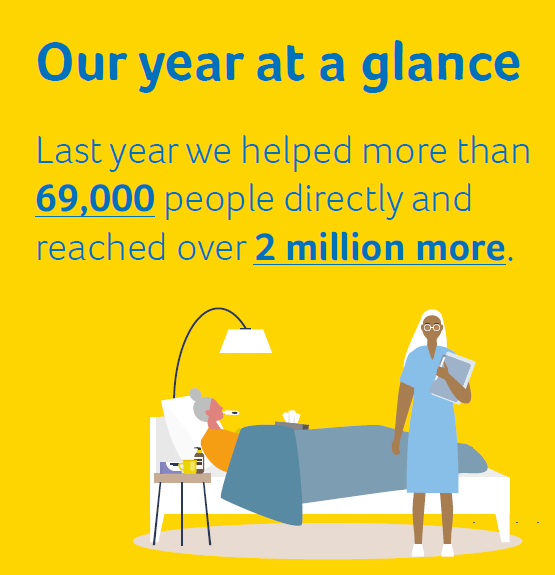 Our year at a glance
Last year we helped more than
69,000 people directly and
reached over 2 million more.